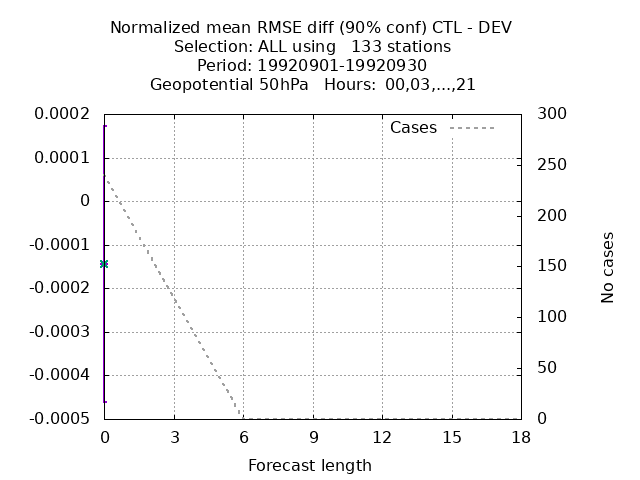 Normalized mean RMSE diff (90% conf) CTL - DEV
Selection: ALL using   133 stations
Period: 19920901-19920930
Geopotential 50hPa   Hours:  00,03,...,21
Cases
0.0002
0.0001
0
-0.0001
-0.0002
-0.0003
-0.0004
-0.0005
300
250
200
150
100
50
0
No cases
0 3 6 9 12 15 18
Forecast length